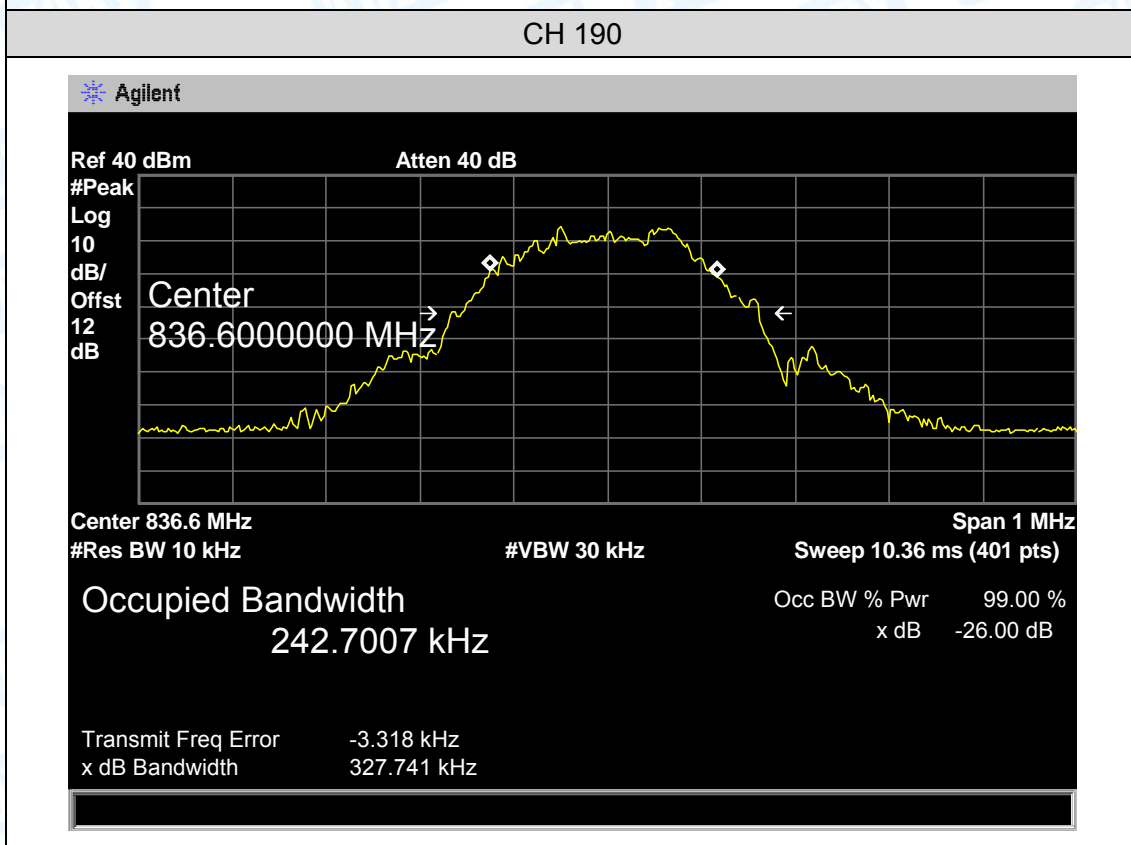 CH 190
Agilent
Ref 40 dBm Atten 40 dB
#Peak
Log
10
dB/
Offst
12
dB
Center
836.6000000 MHz
Center 836.6 MHz Span 1 MHz
#Res BW 10 kHz #VBW 30 kHz Sweep 10.36 ms (401 pts)
Occupied Bandwidth Occ BW % Pwr 99.00 %
242.7007 kHz x dB -26.00 dB
Transmit Freq Error -3.318 kHz
x dB Bandwidth 327.741 kHz